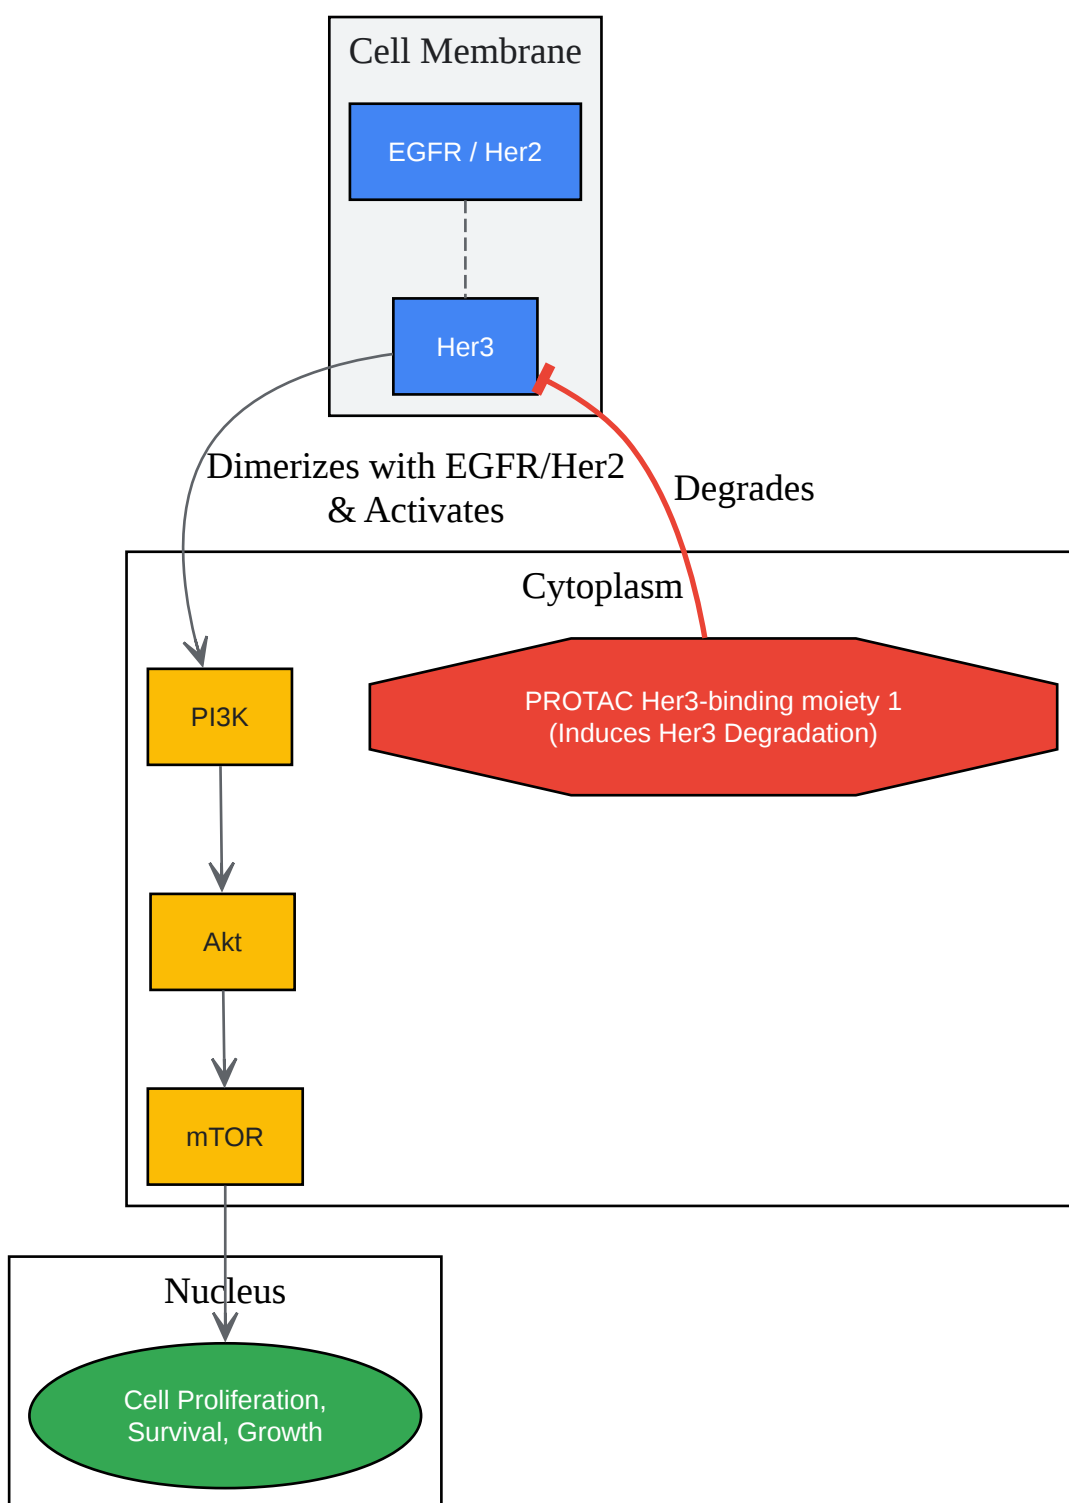 Cell Membrane
EGFR / Her2
Her3
Dimerizes with EGFR/Her2
& Activates
Degrades
Cytoplasm
PI3K
PROTAC Her3-binding moiety 1
(Induces Her3 Degradation)
Akt
mTOR
Nucleus
Cell Proliferation,
Survival, Growth